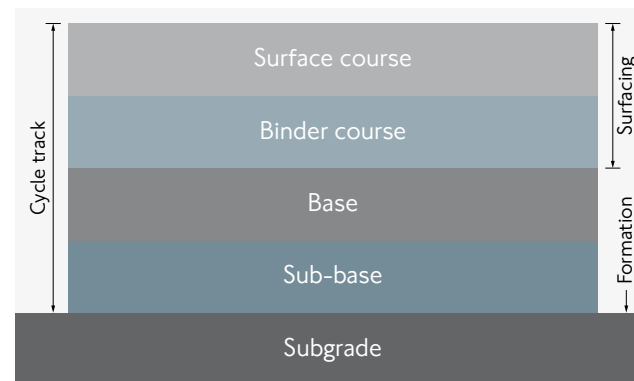 Surface course
Binder course
Base
Sub-base
Subgrade
Cycle track
Surfacing
Formation